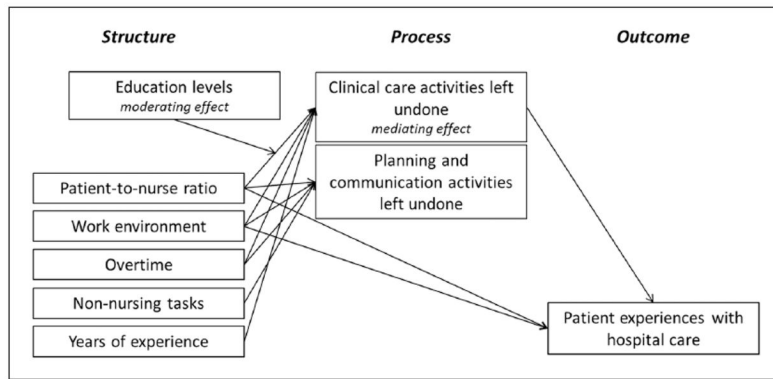 Structure
Process
Outcome
Education levels
moderating effect
Clinical care activities left
undone
mediating effect
Planning and
communication activities
left undone
Patient-to-nurse ratio
Work environment
Overtime
Non-nursing tasks
Years of experience
Patient experiences with
hospital care